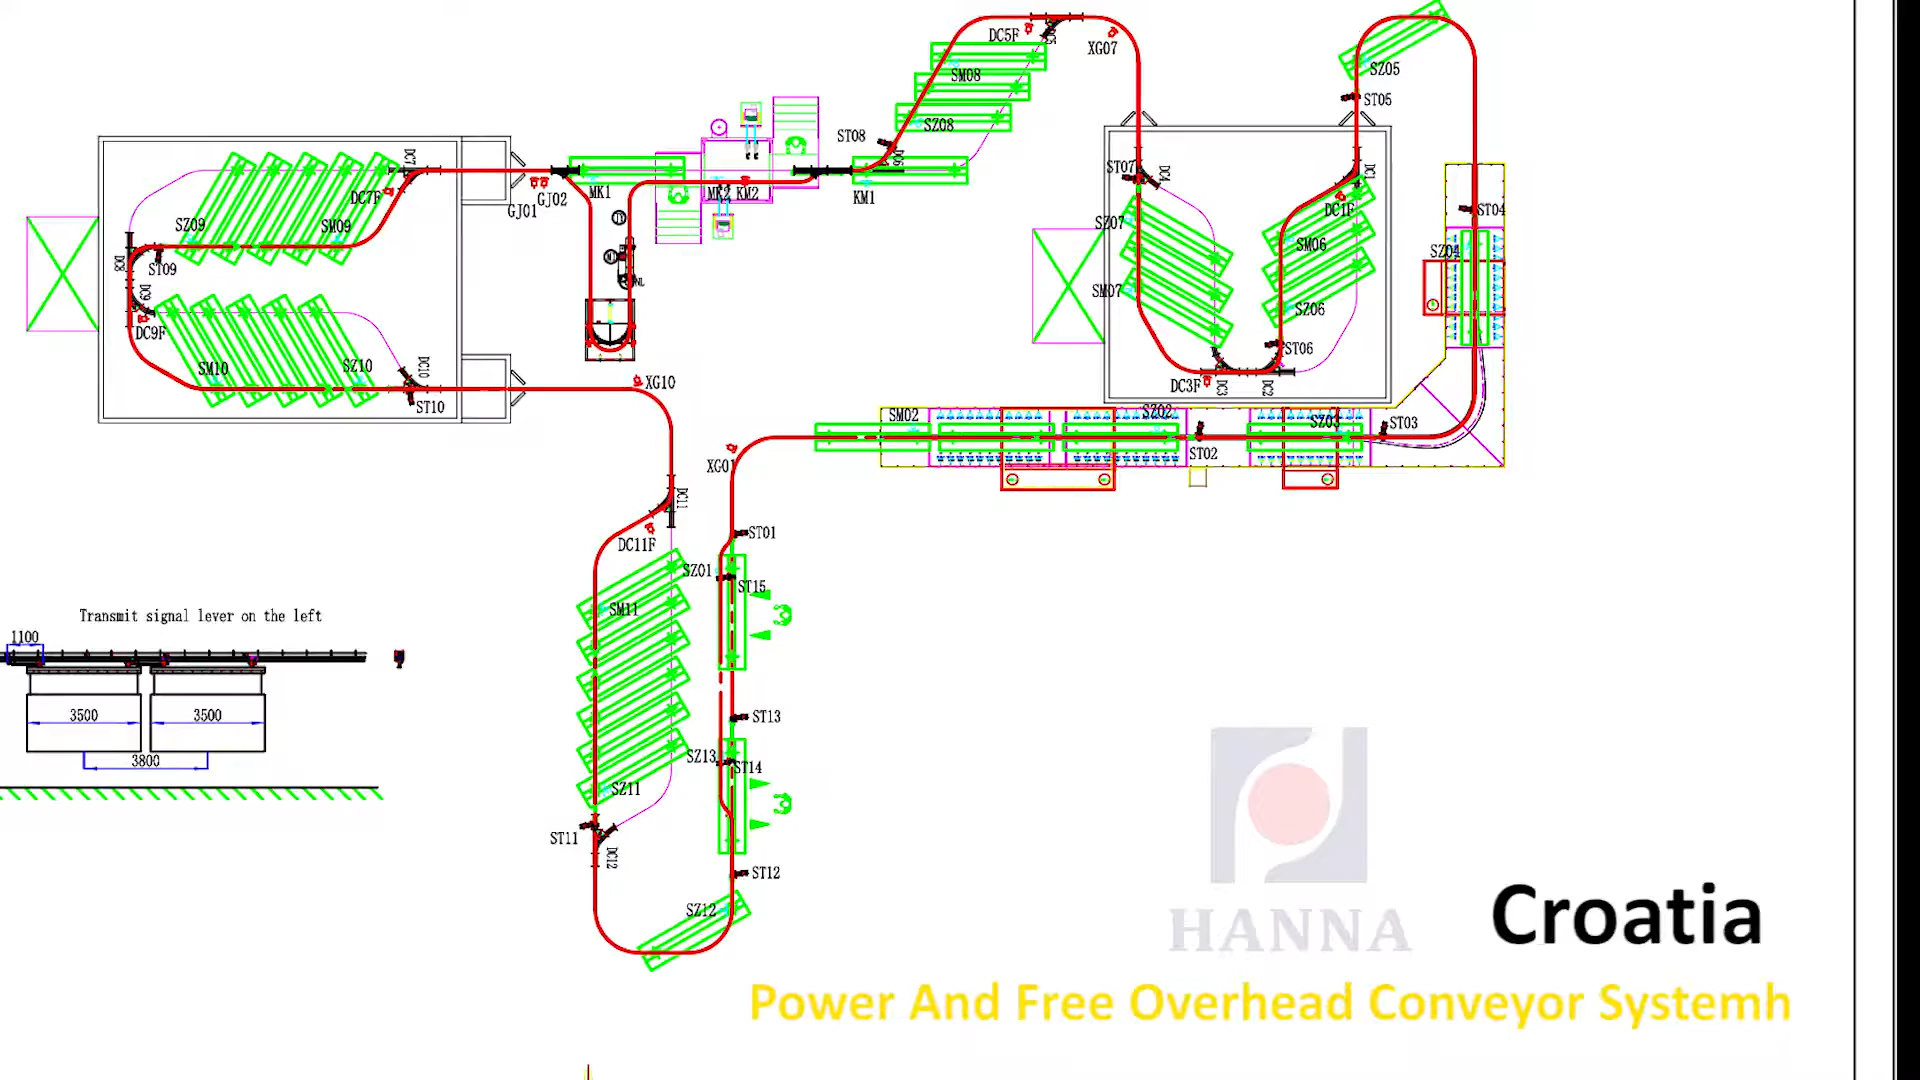 DC5F
XG07
SZ05
SM08
ST05
SZ08
ST08
DC6
DC7
ST07
DC4
DC1
MK1
MK2
KM2
KM1
DC7F
GJ02
GJ01
DC1F
ST04
SZ09
SM09
SZ07
SM06
SZ04
DC8
ST09
DC9
SM07
SZ06
DC9F
ST06
SM10
SZ10
DC10
XG10
DC3F
DC3
DC2
ST10
SM02
SZ02
SZ03
ST03
ST02
XG01
DC11
ST01
DC11F
SZ01
ST15
SM11
Transmit signal lever on the left
1100
3500
3500
3800
ST13
SZ13
ST14
SZ11
ST11
DC12
ST12
SZ12
HANNA
Croatia
Power And Free Overhead Conveyor Systemh